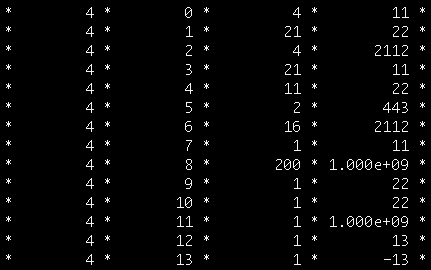 * 4 * 0 * 4 * 11 *
* 4 * 1 * 21 * 22 *
* 4 * 2 * 4 * 2112 *
* 4 * 3 * 21 * 11 *
* 4 * 4 * 11 * 22 *
* 4 * 5 * 2 * 443 *
* 4 * 6 * 16 * 2112 *
* 4 * 7 * 1 * 11 *
* 4 * 8 * 200 * 1.000e+09 *
* 4 * 9 * 1 * 22 *
* 4 * 10 * 1 * 22 *
* 4 * 11 * 1 * 1.000e+09 *
* 4 * 12 * 1 * 13 *
* 4 * 13 * 1 * -13 *